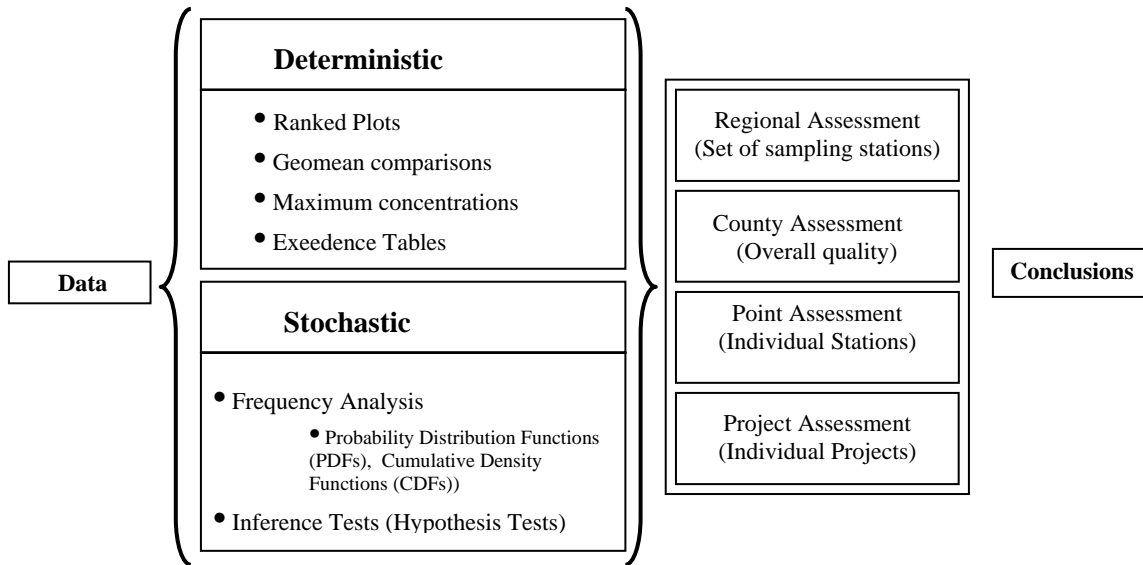 Data
Deterministic
• Ranked Plots
• Geomean comparisons
• Maximum concentrations
• Exeedence Tables
Stochastic
• Frequency Analysis
• Probability Distribution Functions
(PDFs), Cumulative Density
Functions (CDFs))
• Inference Tests (Hypothesis Tests)
Regional Assessment
(Set of sampling stations)
County Assessment
(Overall quality)
Point Assessment
(Individual Stations)
Project Assessment
(Individual Projects)
Conclusions